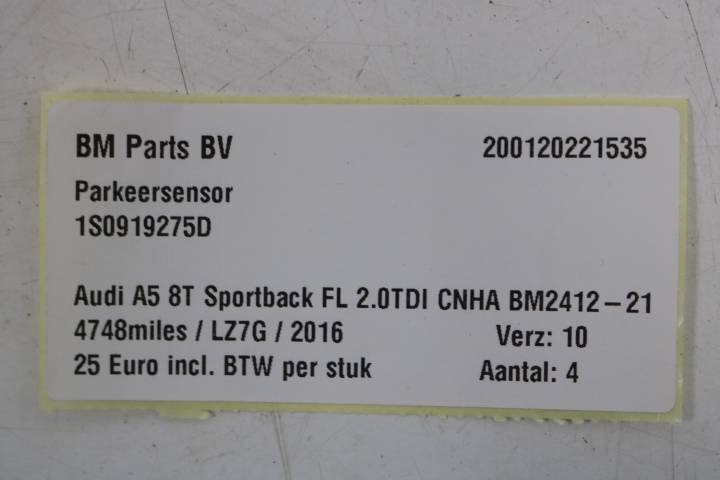 BM Parts BV 200120221535
Parkeersensor
1S0919275D
Audi A5 8T Sportback FL 2.0TDI CNHA BM2412-21
4748miles / LZ7G / 2016 Verz: 10
25 Euro incl. BTW per stuk Aantal: 4